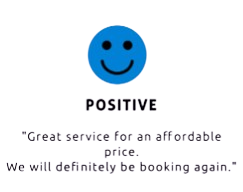 POSITIVE
"Great service for an affordable
price.
We will definitely be booking again."